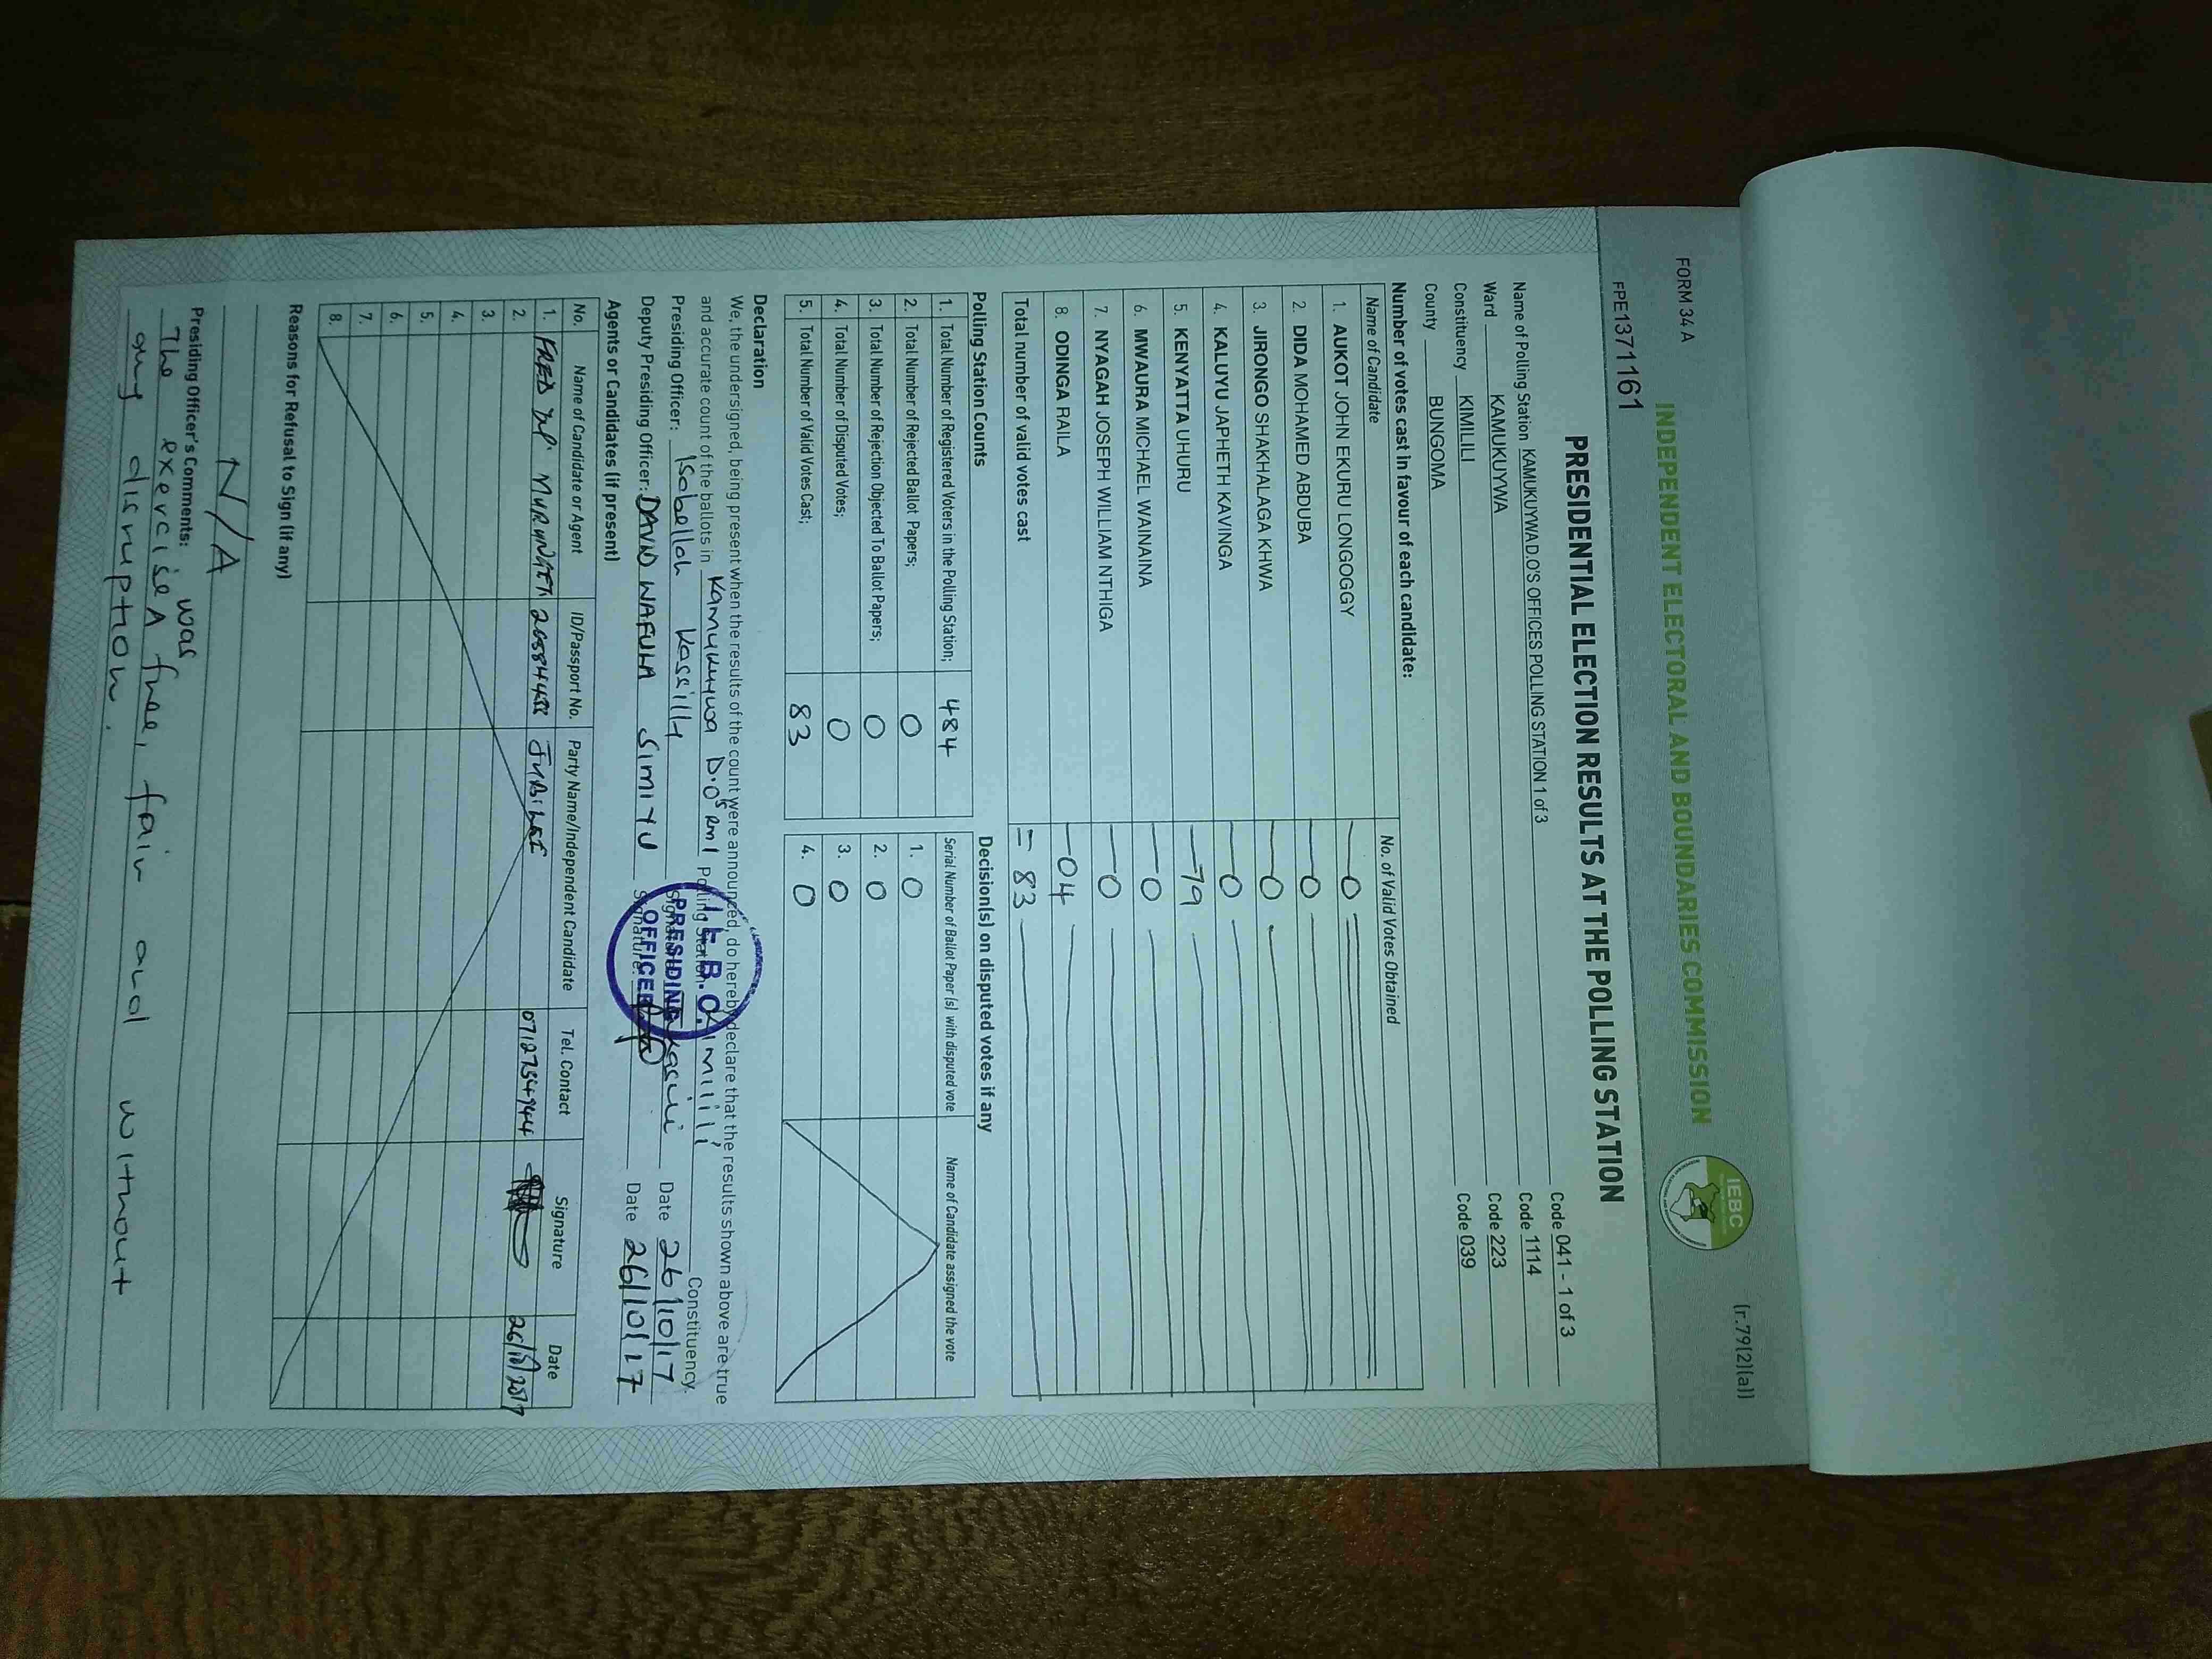 FORM 34 A
(r.79(2)(a))
INDEPENDENT ELECTORAL AND BOUNDARIES COMMISSION
IEBC
FPE1371161
PRESIDENTIAL ELECTION RESULTS AT THE POLLING STATION
Name of Polling Station KAMUKUYWA D.O'S OFFICES POLLING STATION 1 of 3 Code 041 - 1 of 3
Ward KAMUKUYWA Code 1114
Constituency KIMILILI Code 223
County BUNGOMA Code 039
Number of votes cast in favour of each candidate:
Name of Candidate No. of Valid Votes Obtained
1. AUKOT JOHN EKURU LONGOGGY 0
2. DIDA MOHAMED ABDUBA 0
3. JIRONGO SHAKHALAGA KHWA 0
4. KALUYU JAPHETH KAVINGA 0
5. KENYATTA UHURU 79
6. MWAURA MICHAEL WAINAINA 0
7. NYAGAH JOSEPH WILLIAM NTHIGA 0
8. ODINGA RAILA 04
Total number of valid votes cast = 83
Polling Station Counts
1. Total Number of Registered Voters in the Polling Station; 484
2. Total Number of Rejected Ballot Papers; 0
3. Total Number of Rejection Objected To Ballot Papers; 0
4. Total Number of Disputed Votes; 0
5. Total Number of Valid Votes Cast; 83
Decision(s) on disputed votes if any
Serial Number of Ballot Paper (s) with disputed vote Name of Candidate assigned the vote
1. 0
2. 0
3. 0
4. 0
Declaration
We, the undersigned, being present when the results of the count were announced, do hereby declare that the results shown above are true
and accurate count of the ballots in Kamukuywa D.O's Rm1 Polling Station Kimilili Constituency.
Presiding Officer: Isabellah Kasilly Signature Date 26/10/17
Deputy Presiding Officer: DAVID WAFULA SIMIYU Signature: Date 26/10/17
I.E.B.C.
PRESIDING
OFFICER
Agents or Candidates (if present)
No. Name of Candidate or Agent ID/Passport No. Party Name/Independent Candidate Tel. Contact Signature Date
1. FRED JUBILEE 0712754944 26/10/2017
2.
3.
4.
5.
6.
7.
8.
Reasons for Refusal to Sign (if any)
N/A
Presiding Officer's Comments:
The exercise was free, fair and without
any disruption.